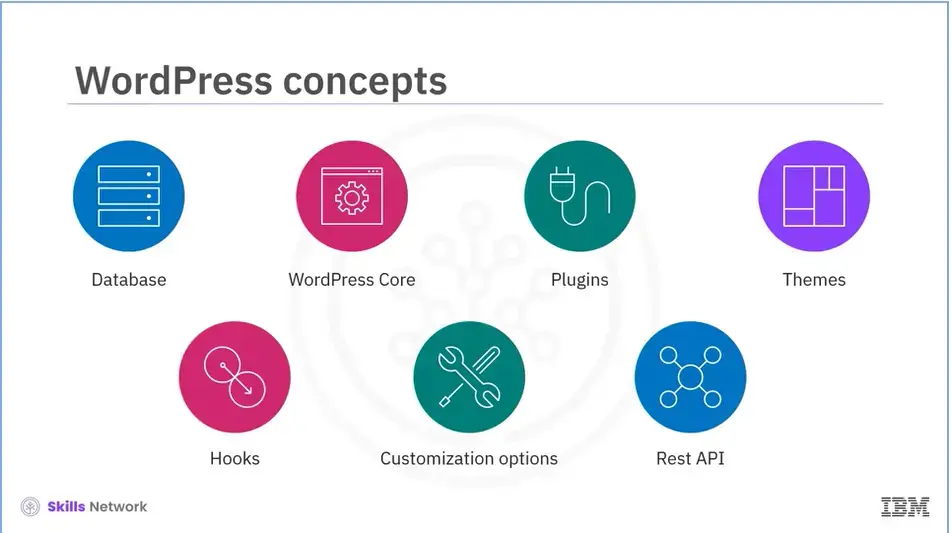 WordPress concepts
Database
WordPress Core
Plugins
Themes
Hooks
Customization options
Rest API
Skills Network
IBM